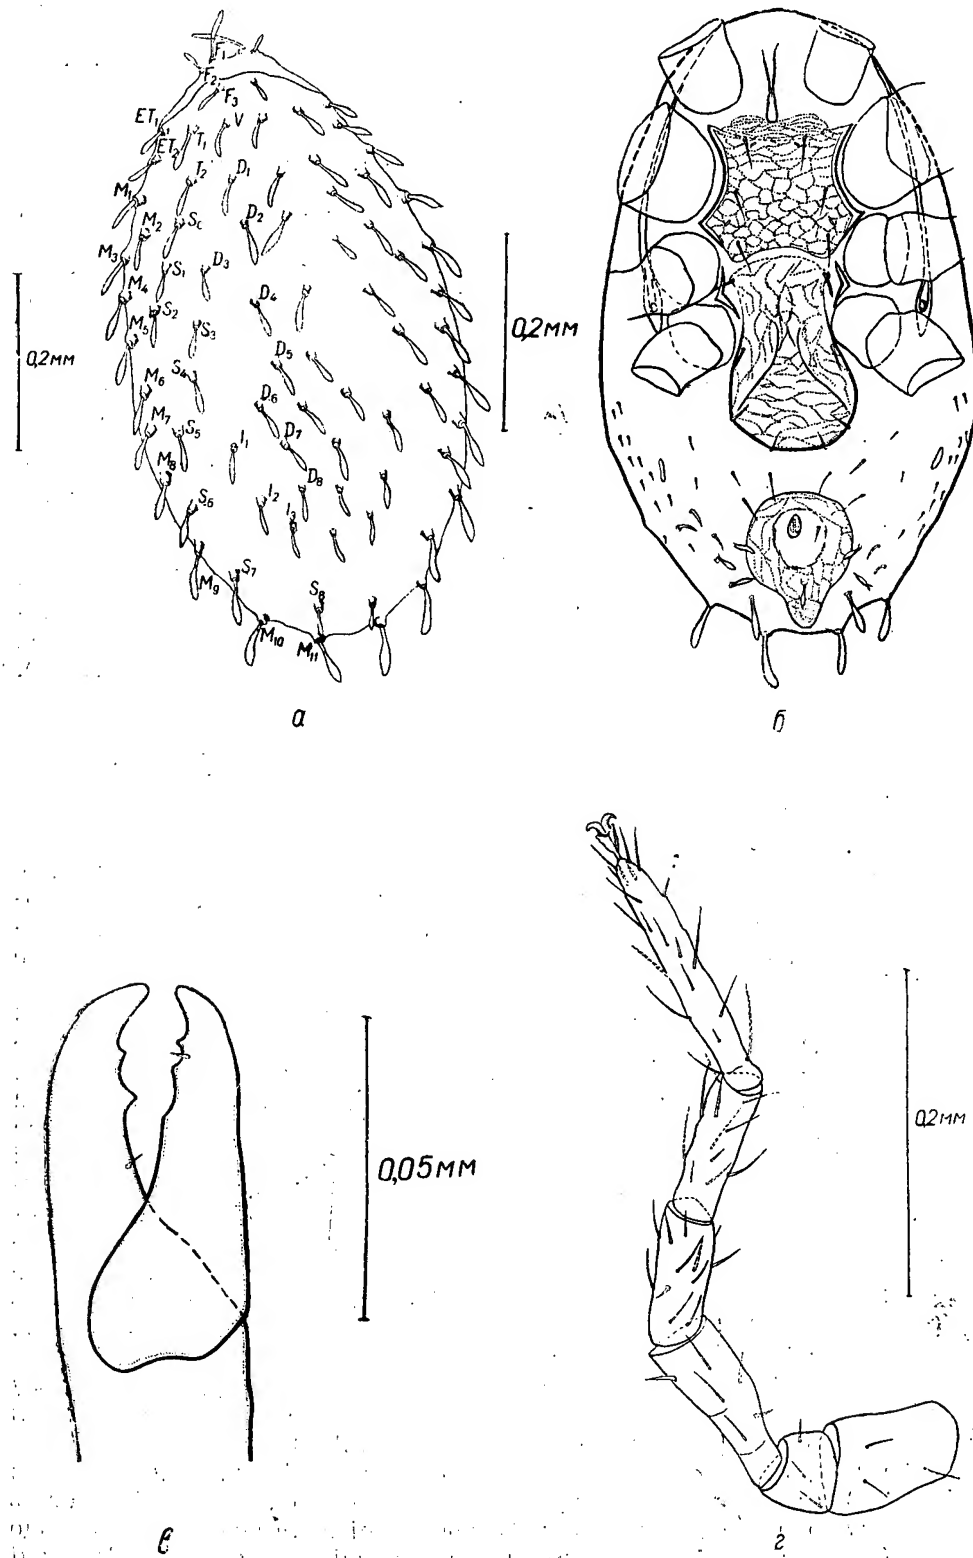 F₁
F₂
F₃
ET₁
T₁
V
ET₂
I₂
D₁
M₁
M₂
S₀
D₂
M₃
S₁
D₃
M₄
S₂
D₄
M₅
S₃
D₅
S₄
M₆
D₆
M₇
S₅
I₁
D₇
M₈
D₈
S₆
I₂
I₃
M₉
S₇
S₈
M₁₀
M₁₁
0,2мм
0,2мм
а
б
0,05мм
0,2мм
в
г